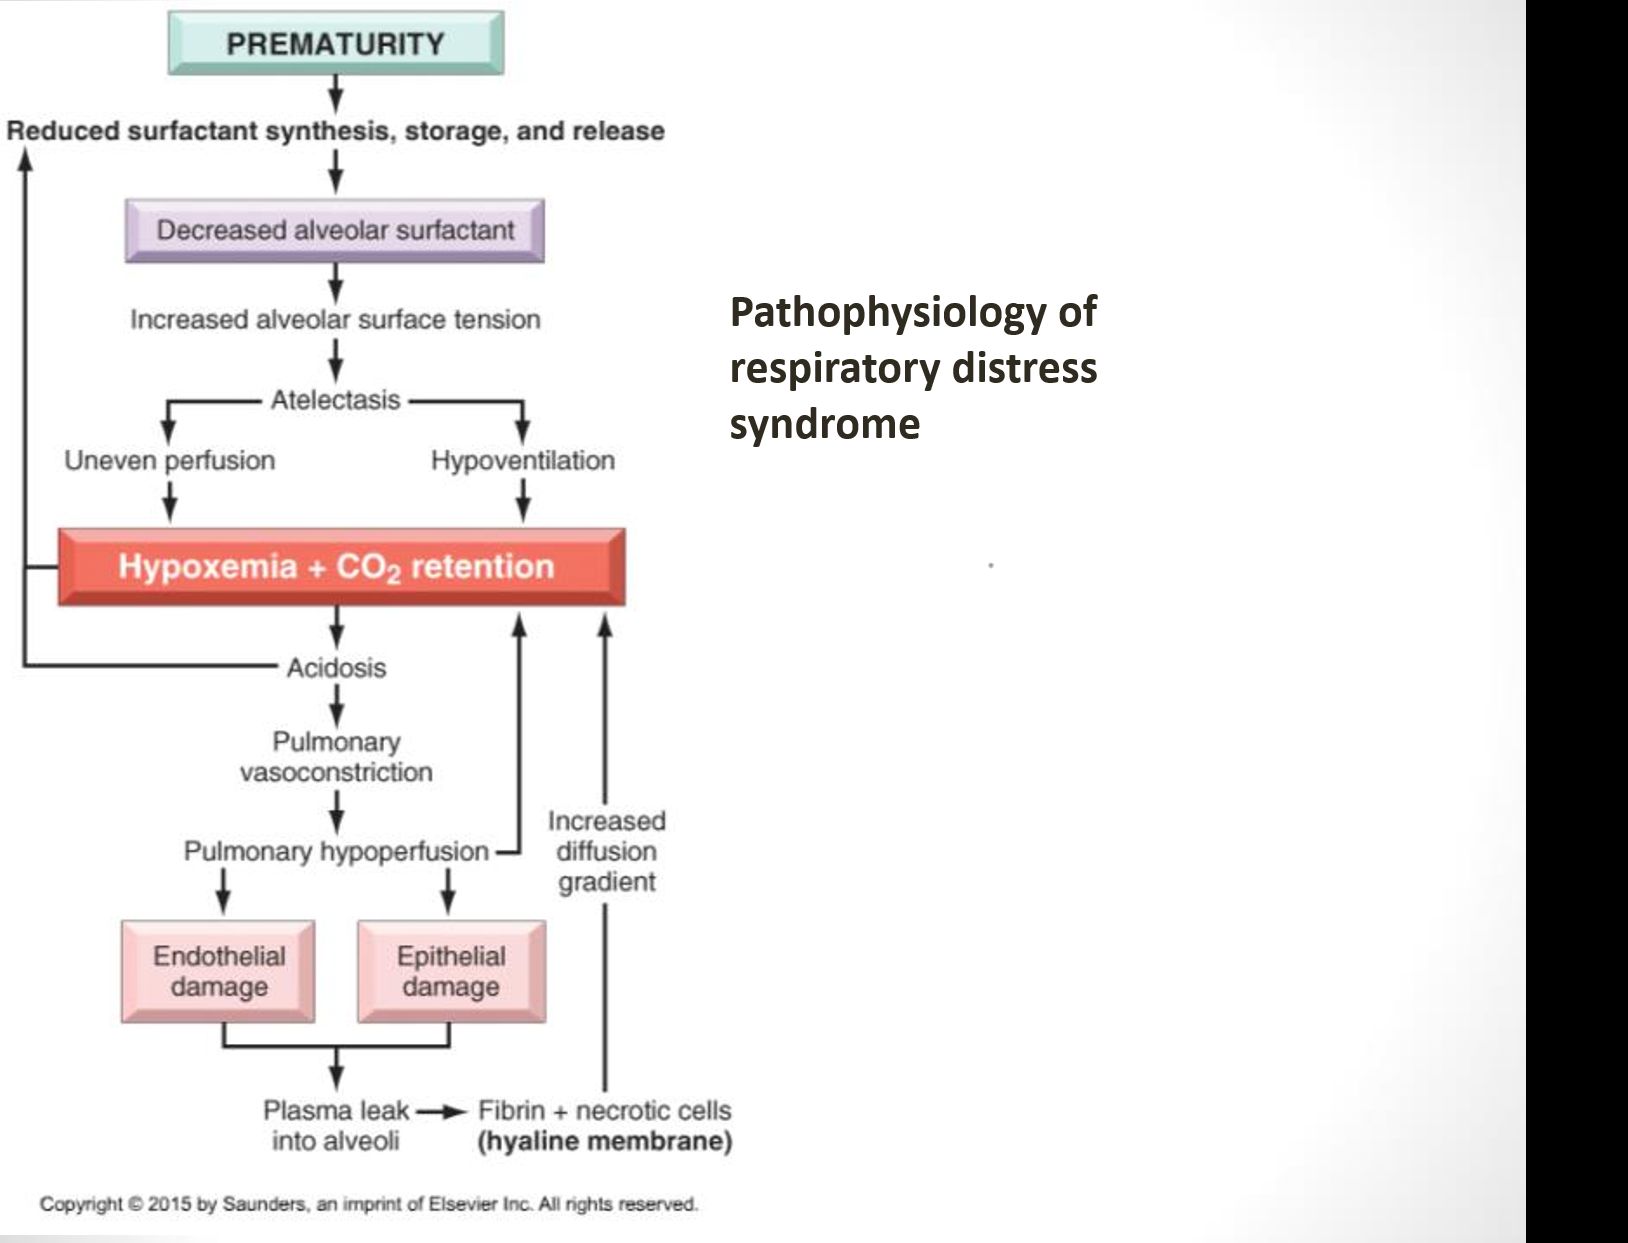 PREMATURITY
Reduced surfactant synthesis, storage, and release
Decreased alveolar surfactant
Increased alveolar surface tension
Atelectasis
Uneven perfusion
Hypoventilation
Hypoxemia + CO₂ retention
Acidosis
Pulmonary
vasoconstriction
Pulmonary hypoperfusion
Increased
diffusion
gradient
Endothelial
damage
Epithelial
damage
Plasma leak
into alveoli
Fibrin + necrotic cells
(hyaline membrane)
Copyright © 2015 by Saunders, an imprint of Elsevier Inc. All rights reserved.
Pathophysiology of
respiratory distress
syndrome